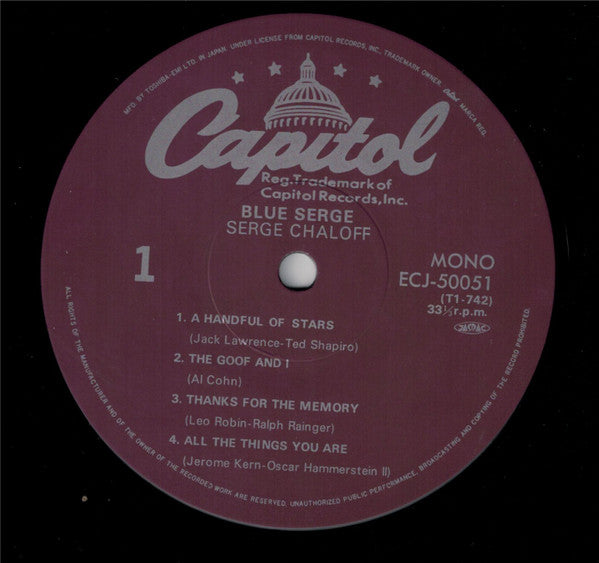 MFD. BY TOSHIBA-EMI LTD. IN JAPAN. UNDER LICENSE FROM CAPITOL RECORDS, INC., TRADEMARK OWNER. Capitol MARCA REG.
Capitol
Reg. Trademark of
Capitol Records, Inc.
BLUE SERGE
SERGE CHALOFF
1
MONO
ECJ-50051
(T1-742)
33⅓ r.p.m.
1. A HANDFUL OF STARS
(Jack Lawrence-Ted Shapiro)
2. THE GOOF AND I
(Al Cohn)
3. THANKS FOR THE MEMORY
(Leo Robin-Ralph Rainger)
4. ALL THE THINGS YOU ARE
(Jerome Kern-Oscar Hammerstein II)
ALL RIGHTS OF THE MANUFACTURER AND OF THE OWNER OF THE RECORDED WORK ARE RESERVED. UNAUTHORIZED PUBLIC PERFORMANCE, BROADCASTING AND COPYING OF THE RECORD PROHIBITED.